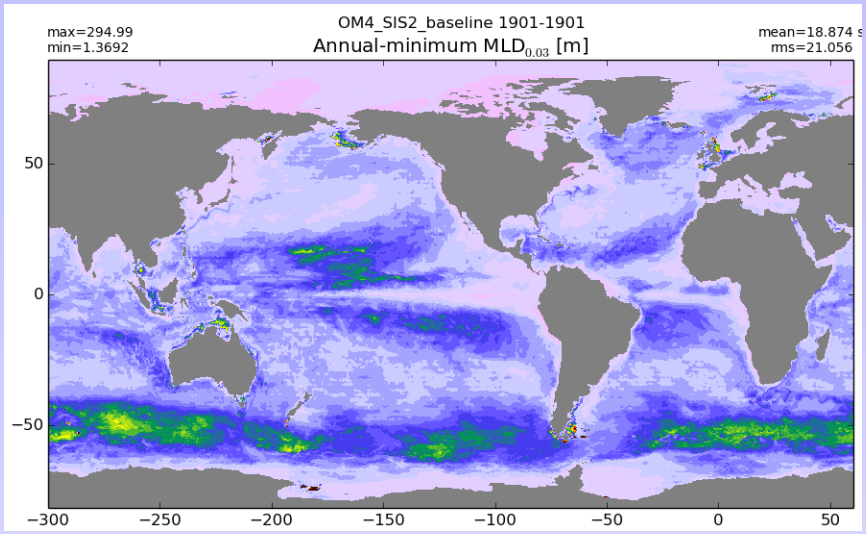 OM4_SIS2_baseline 1901-1901
max=294.99
mean=18.874 s
min=1.3692
Annual-minimum MLD0.03 [m]
rms=21.056
50
0
−50
−300
−250
−200
−150
−100
−50
0
50